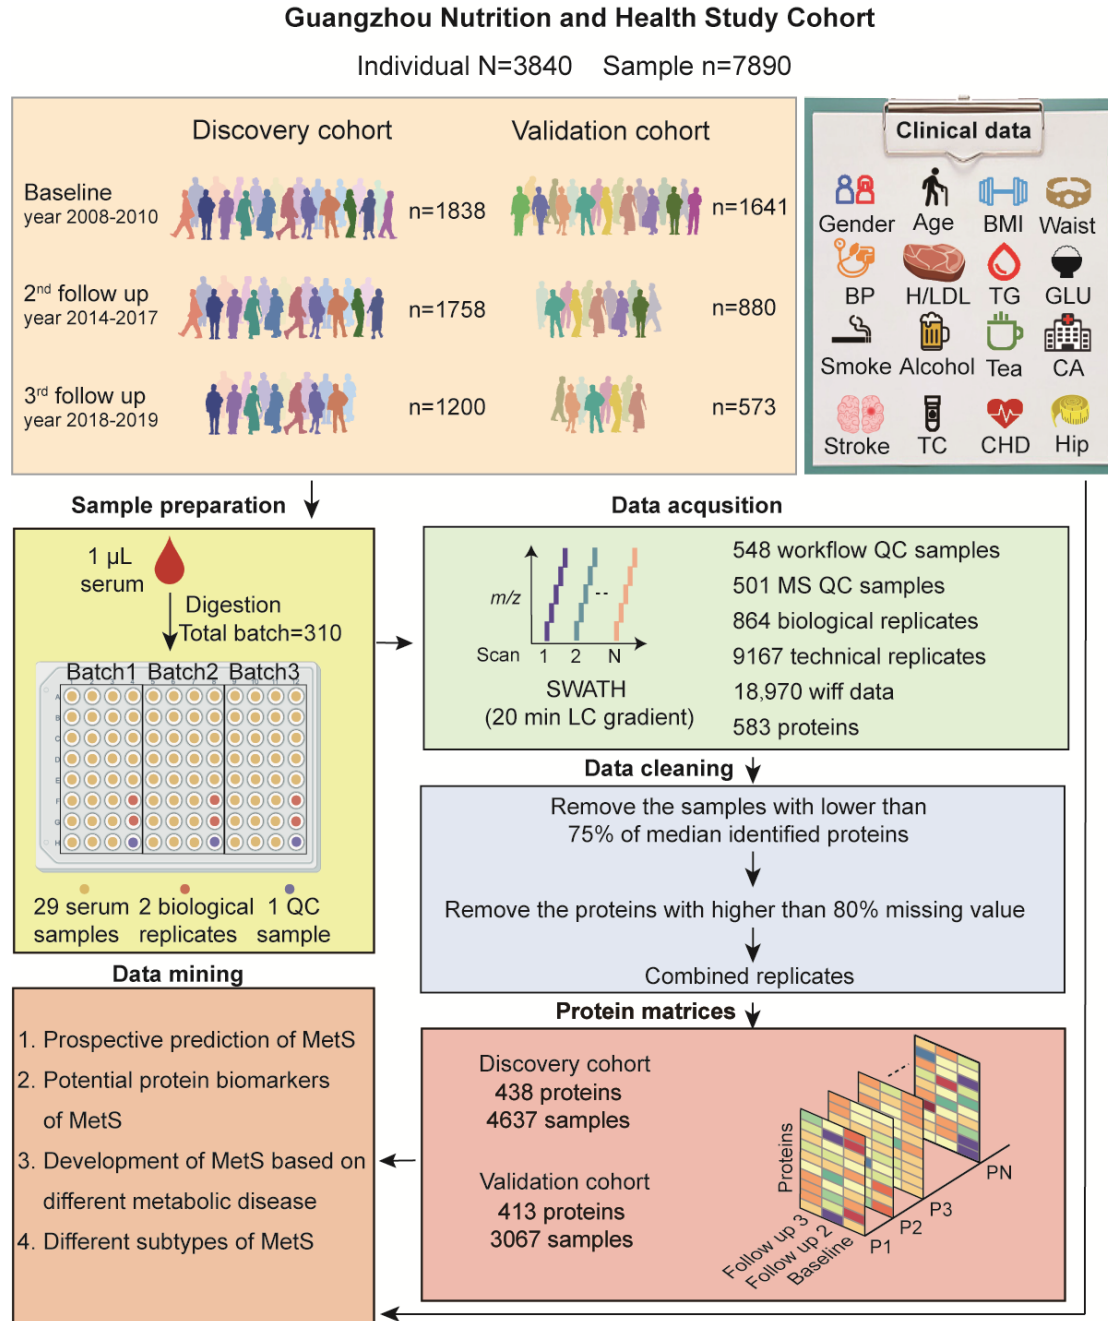 Guangzhou Nutrition and Health Study Cohort
Individual N=3840 Sample n=7890
Discovery cohort
Validation cohort
Baseline
year 2008-2010
n=1838
n=1641
2nd follow up
year 2014-2017
n=1758
n=880
3rd follow up
year 2018-2019
n=1200
n=573
Clinical data
Gender Age BMI Waist
BP H/LDL TG GLU
Smoke Alcohol Tea CA
Stroke TC CHD Hip
Sample preparation
1 µL
serum
Digestion
Total batch=310
Batch1 Batch2 Batch3
A
B
C
D
E
F
G
H
29 serum
samples
2 biological
replicates
1 QC
sample
Data acqusition
m/z
Scan 1 2 N
SWATH
(20 min LC gradient)
548 workflow QC samples
501 MS QC samples
864 biological replicates
9167 technical replicates
18,970 wiff data
583 proteins
Data cleaning
Remove the samples with lower than
75% of median identified proteins
Remove the proteins with higher than 80% missing value
Combined replicates
Protein matrices
Discovery cohort
438 proteins
4637 samples
Validation cohort
413 proteins
3067 samples
Proteins
Follow up 3
Follow up 2
Baseline
P1
P2
P3
PN
Data mining
1. Prospective prediction of MetS
2. Potential protein biomarkers
of MetS
3. Development of MetS based on
different metabolic disease
4. Different subtypes of MetS